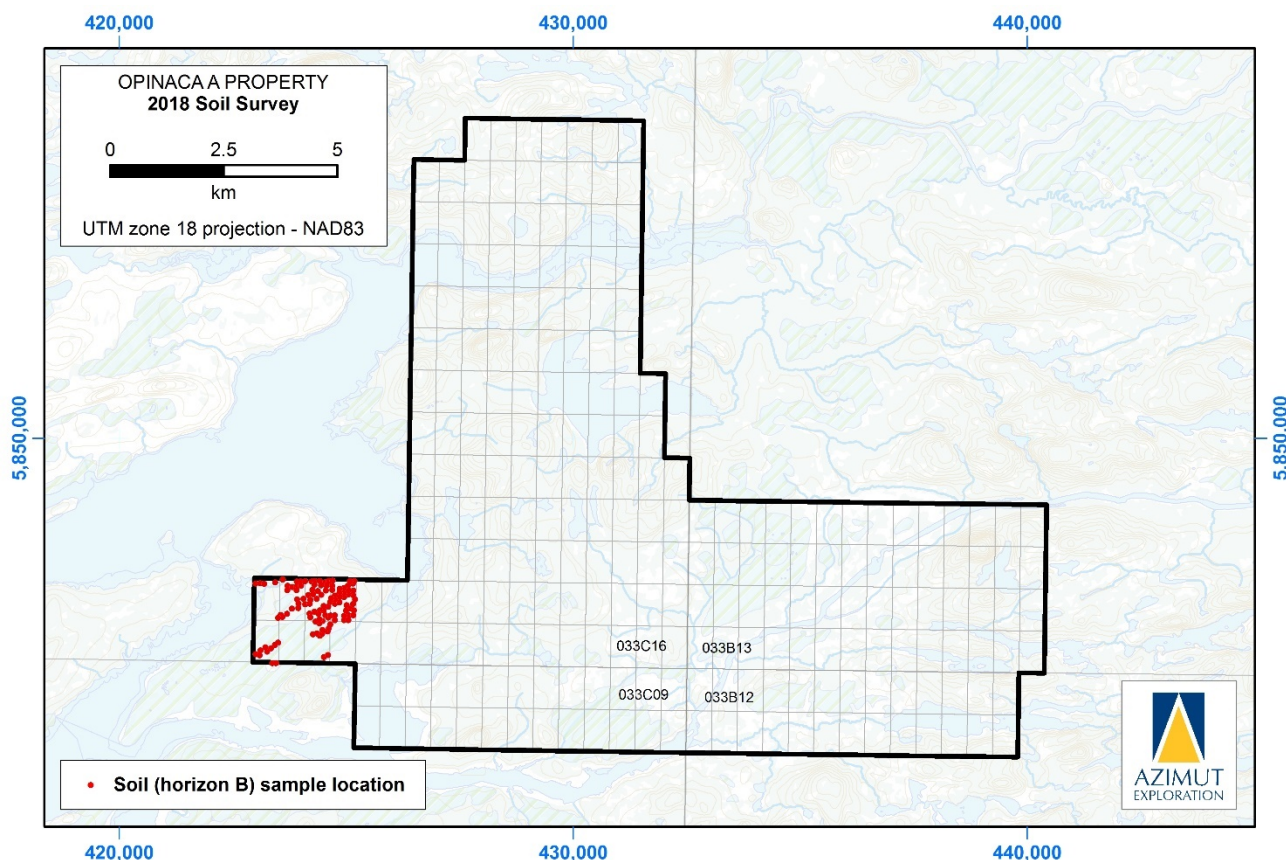 420,000
430,000
440,000
OPINACA A PROPERTY
2018 Soil Survey
0 2.5 5
km
UTM zone 18 projection - NAD83
5,850,000
5,850,000
033C16
033B13
033C09
033B12
Soil (horizon B) sample location
AZIMUT
EXPLORATION
420,000
430,000
440,000